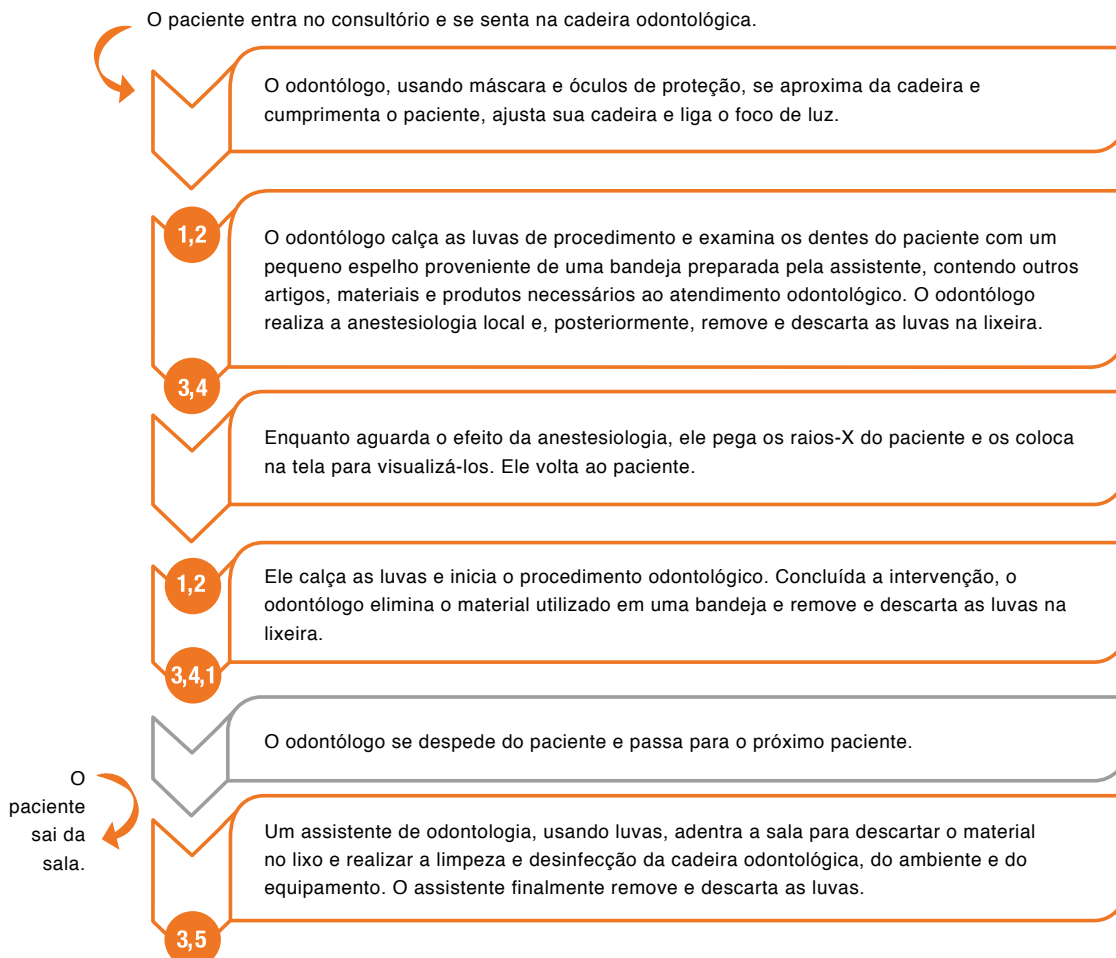 O paciente entra no consultório e se senta na cadeira odontológica.
O odontólogo, usando máscara e óculos de proteção, se aproxima da cadeira e
cumprimenta o paciente, ajusta sua cadeira e liga o foco de luz.
1,2
O odontólogo calça as luvas de procedimento e examina os dentes do paciente com um
pequeno espelho proveniente de uma bandeja preparada pela assistente, contendo outros
artigos, materiais e produtos necessários ao atendimento odontológico. O odontólogo
realiza a anestesiologia local e, posteriormente, remove e descarta as luvas na lixeira.
3,4
Enquanto aguarda o efeito da anestesiologia, ele pega os raios-X do paciente e os coloca
na tela para visualizá-los. Ele volta ao paciente.
1,2
Ele calça as luvas e inicia o procedimento odontológico. Concluída a intervenção, o
odontólogo elimina o material utilizado em uma bandeja e remove e descarta as luvas na
lixeira.
3,4,1
O odontólogo se despede do paciente e passa para o próximo paciente.
O
paciente
sai da
sala.
Um assistente de odontologia, usando luvas, adentra a sala para descartar o material
no lixo e realizar a limpeza e desinfecção da cadeira odontológica, do ambiente e do
equipamento. O assistente finalmente remove e descarta as luvas.
3,5